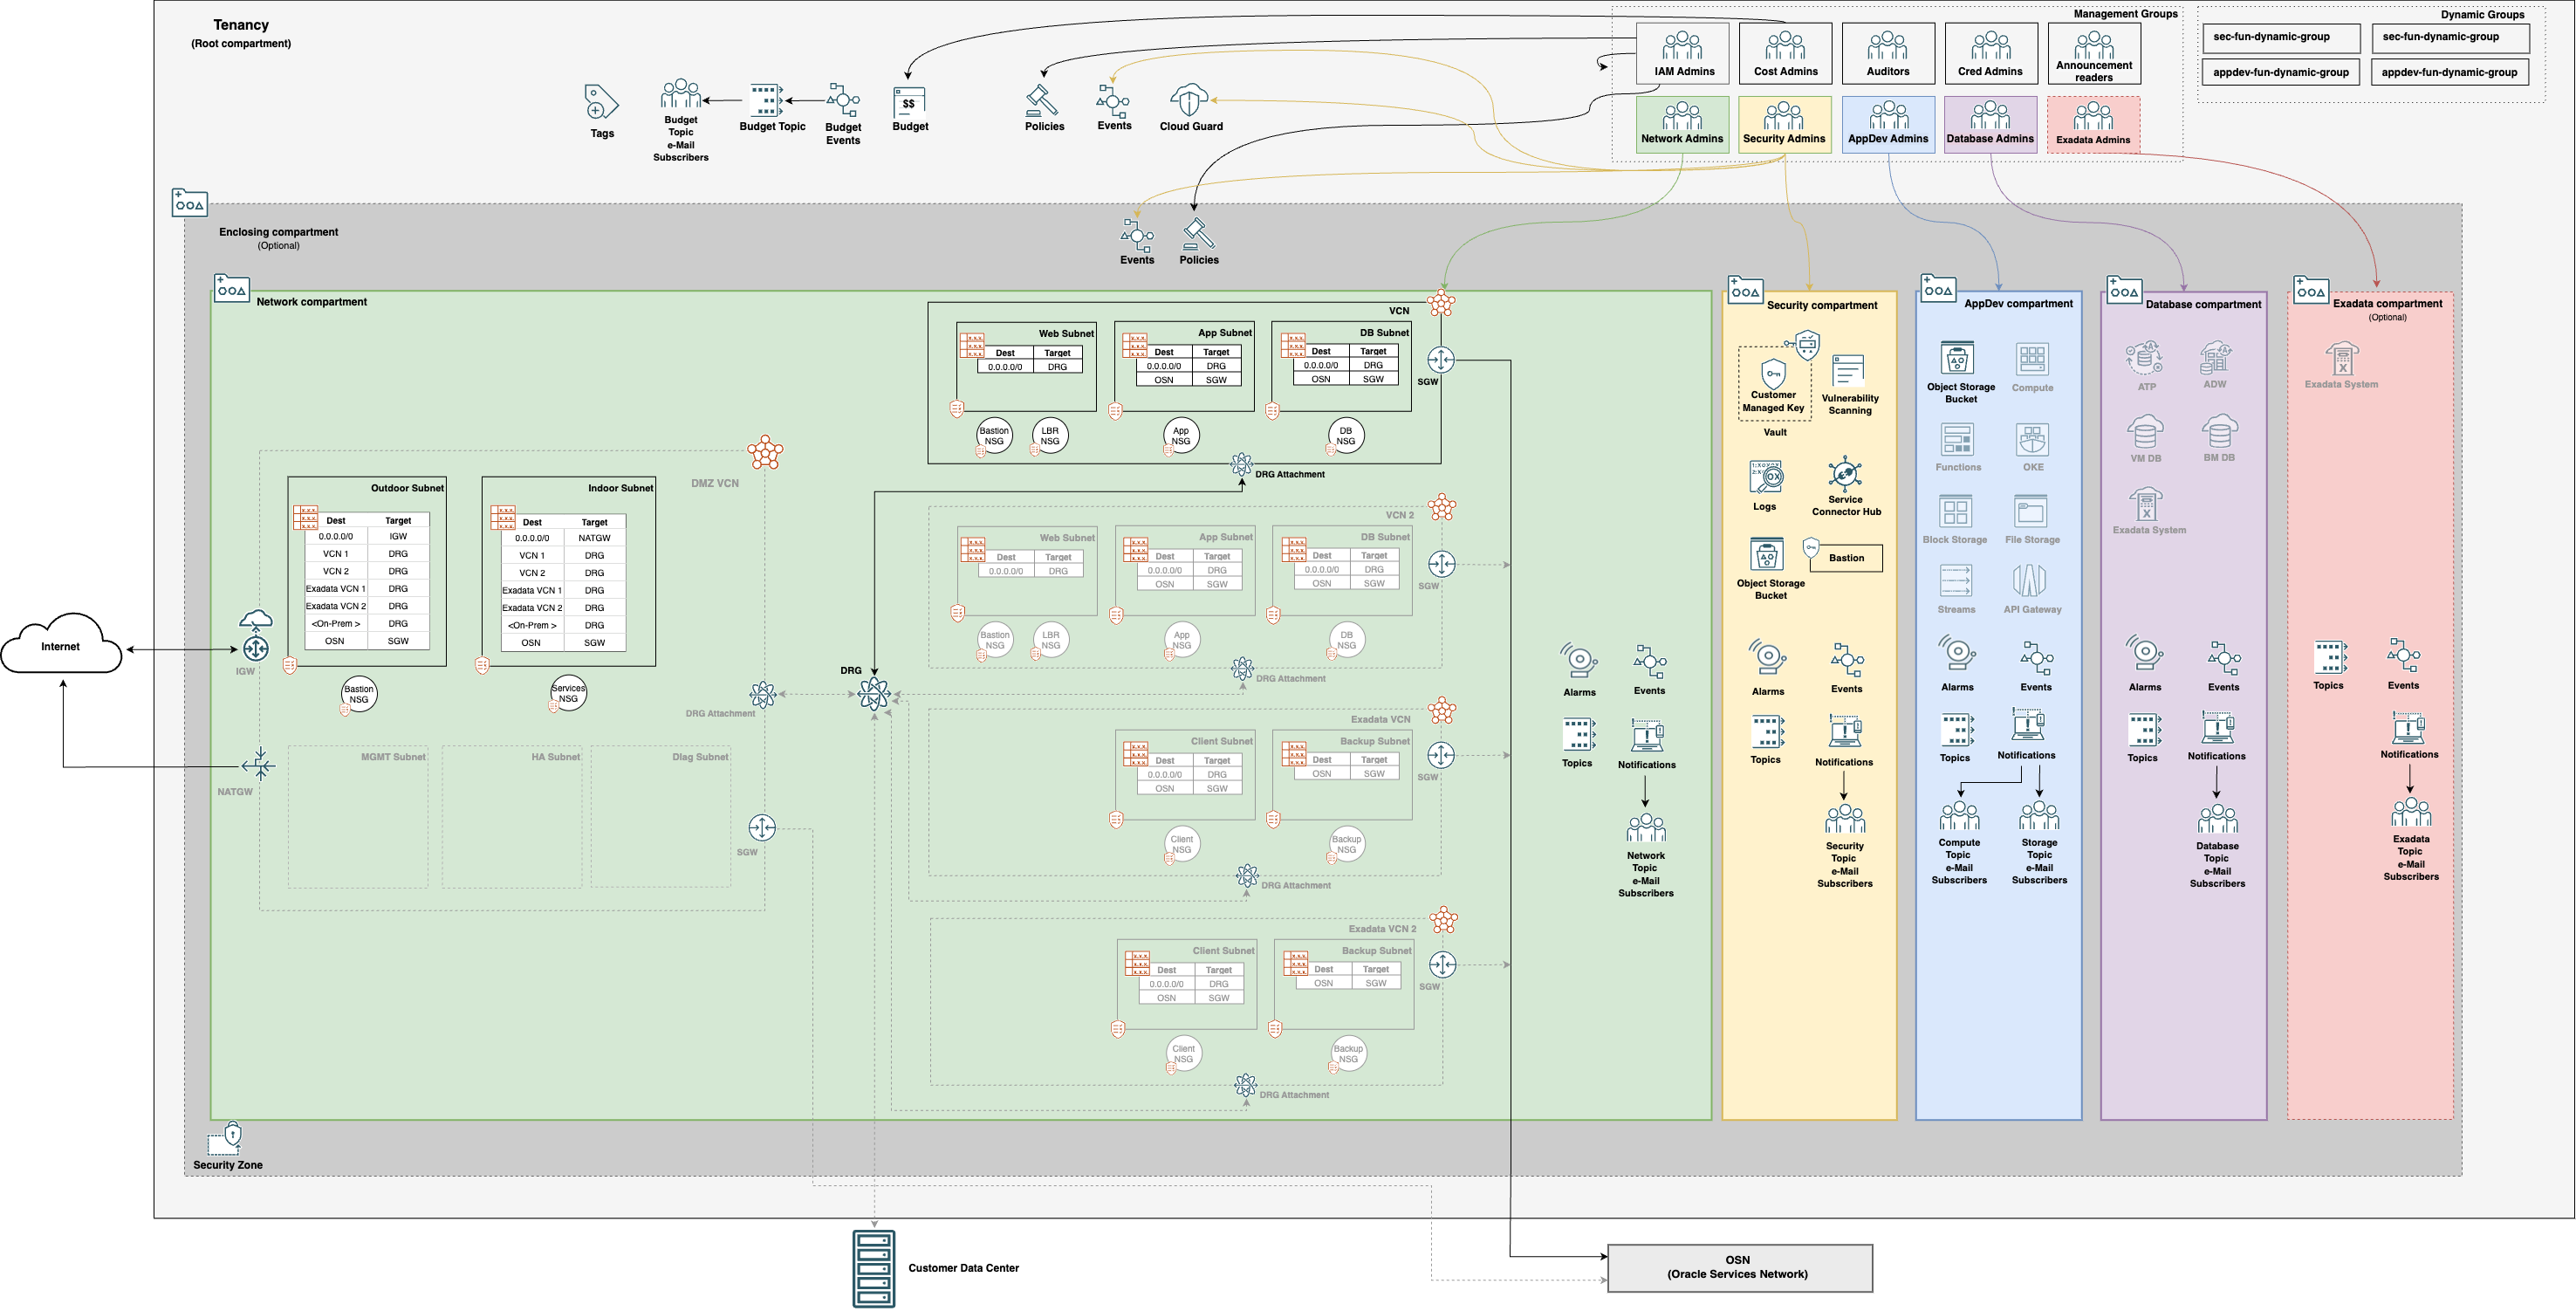 Tenancy
(Root compartment)
Tags
Budget
Topic
e-Mail
Subscribers
Budget Topic
Budget
Events
$$
Budget
Policies
Events
Cloud Guard
Management Groups
IAM Admins
Cost Admins
Auditors
Cred Admins
Announcement
readers
Network Admins
Security Admins
AppDev Admins
Database Admins
Exadata Admins
Dynamic Groups
sec-fun-dynamic-group
sec-fun-dynamic-group
appdev-fun-dynamic-group
appdev-fun-dynamic-group
Enclosing compartment
(Optional)
Events
Policies
Network compartment
VCN
Web Subnet
Dest Target
0.0.0.0/0 DRG
App Subnet
Dest Target
0.0.0.0/0 DRG
OSN SGW
DB Subnet
Dest Target
0.0.0.0/0 DRG
OSN SGW
SGW
Bastion
NSG
LBR
NSG
App
NSG
DB
NSG
DRG Attachment
DMZ VCN
Outdoor Subnet
Dest Target
0.0.0.0/0 IGW
VCN 1 DRG
VCN 2 DRG
Exadata VCN 1 DRG
Exadata VCN 2 DRG
<On-Prem > DRG
OSN SGW
Indoor Subnet
Dest Target
0.0.0.0/0 NATGW
VCN 1 DRG
VCN 2 DRG
Exadata VCN 1 DRG
Exadata VCN 2 DRG
<On-Prem > DRG
OSN SGW
Bastion
NSG
Services
NSG
Internet
IGW
NATGW
DRG Attachment
DRG
MGMT Subnet
HA Subnet
DIag Subnet
SGW
VCN 2
Web Subnet
Dest Target
0.0.0.0/0 DRG
App Subnet
Dest Target
0.0.0.0/0 DRG
OSN SGW
DB Subnet
Dest Target
0.0.0.0/0 DRG
OSN SGW
SGW
Bastion
NSG
LBR
NSG
App
NSG
DB
NSG
DRG Attachment
Exadata VCN
Client Subnet
Dest Target
0.0.0.0/0 DRG
OSN SGW
Backup Subnet
Dest Target
OSN SGW
SGW
Client
NSG
Backup
NSG
DRG Attachment
Exadata VCN 2
Client Subnet
Dest Target
0.0.0.0/0 DRG
OSN SGW
Backup Subnet
Dest Target
OSN SGW
SGW
Client
NSG
Backup
NSG
DRG Attachment
Alarms
Events
Topics
Notifications
Network
Topic
e-Mail
Subscribers
Security compartment
Customer
Managed Key
Vault
Vulnerability
Scanning
Logs
Service
Connector Hub
Object Storage
Bucket
Bastion
Alarms
Events
Topics
Notifications
Security
Topic
e-Mail
Subscribers
AppDev compartment
Object Storage
Bucket
Compute
Functions
OKE
Block Storage
File Storage
Streams
API Gateway
Alarms
Events
Topics
Notifications
Compute
Topic
e-Mail
Subscribers
Storage
Topic
e-Mail
Subscribers
Database compartment
ATP
ADW
VM DB
BM DB
Exadata System
Alarms
Events
Topics
Notifications
Database
Topic
e-Mail
Subscribers
Exadata compartment
(Optional)
Exadata System
Topics
Events
Notifications
Exadata
Topic
e-Mail
Subscribers
Security Zone
Customer Data Center
OSN
(Oracle Services Network)